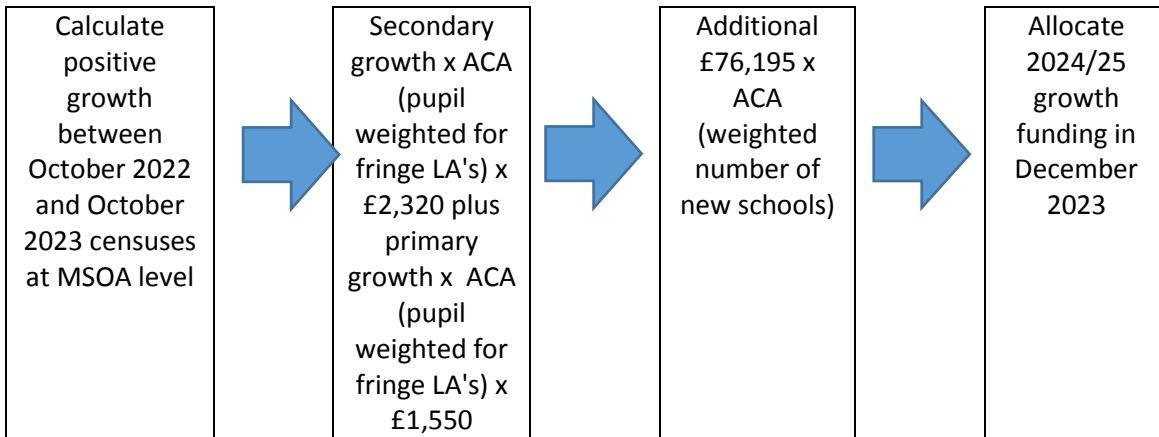 Calculate
positive
growth
between
October 2022
and October
2023 censuses
at MSOA level
Secondary
growth x ACA
(pupil
weighted for
fringe LA's) x
£2,320 plus
primary
growth x  ACA
(pupil
weighted for
fringe LA's) x
£1,550
Additional
£76,195 x
ACA
(weighted
number of
new schools)
Allocate
2024/25
growth
funding in
December
2023